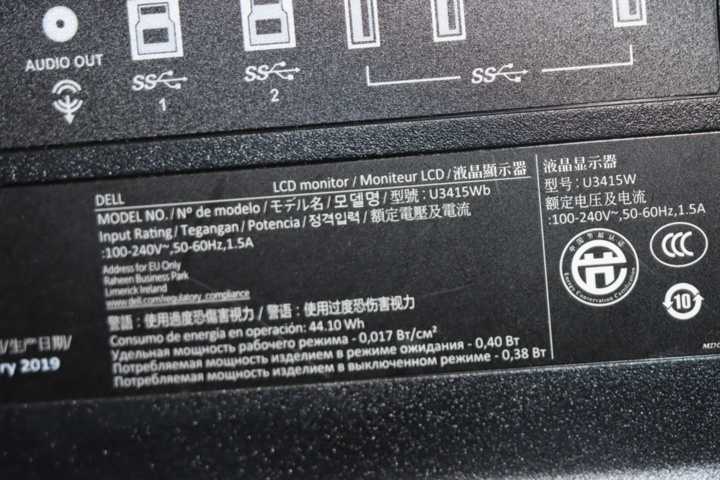 AUDIO OUT
SS
1
SS
2
SS
DELL
LCD monitor / Moniteur LCD / 液晶顯示器
MODEL NO. / Nº de modelo / モデル名 / 모델명 / 型號 : U3415Wb
Input Rating / Tegangan / Potencia / 정격입력 / 額定電壓及電流
:100-240V~,50-60Hz,1.5A
Address for EU Only
Raheen Business Park
Limerick Ireland
www.dell.com/regulatory_compliance
警語 : 使用過度恐傷害視力 / 警语 : 使用过度恐伤害视力
Consumo de energía en operación: 44.10 Wh
Удельная мощность рабочего режима - 0,017 Вт/см²
Потребляемая мощность изделием в режиме ожидания - 0,40 Вт
Потребляемая мощность изделием в выключенном режиме - 0,38 Вт
/生产日期/
ry 2019
液晶显示器
型号 : U3415W
额定电压及电流
:100-240V~,50-60Hz,1.5A
中国节能认证
Energy Conservation Certification
CCC
10